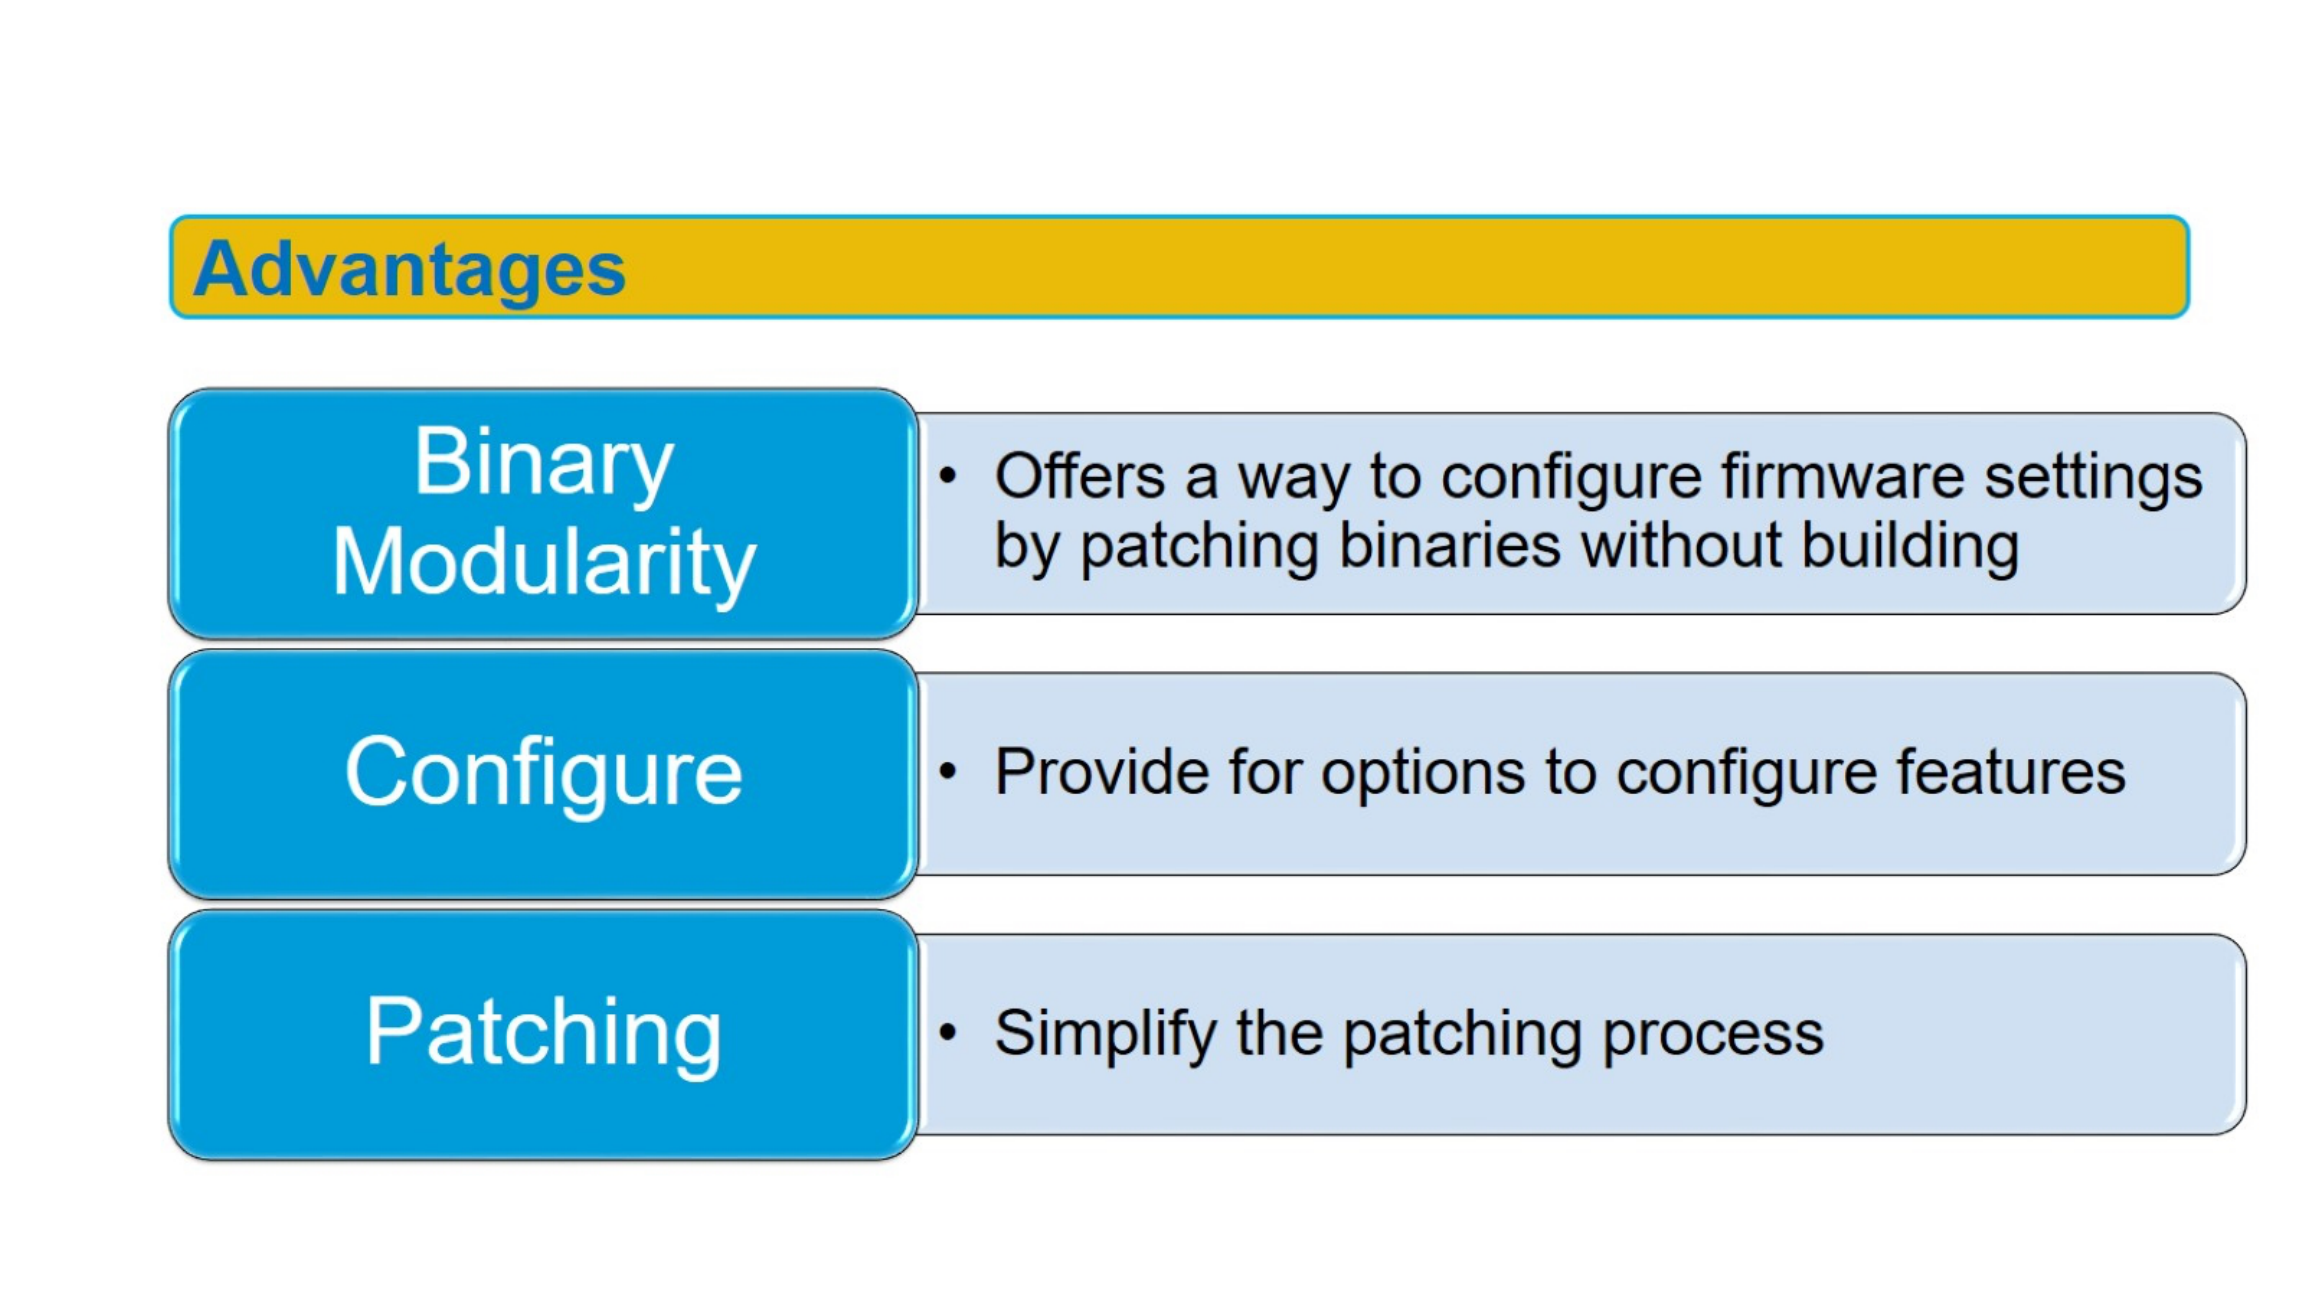 Advantages
Binary
Modularity
• Offers a way to configure firmware settings
by patching binaries without building
Configure
• Provide for options to configure features
Patching
• Simplify the patching process